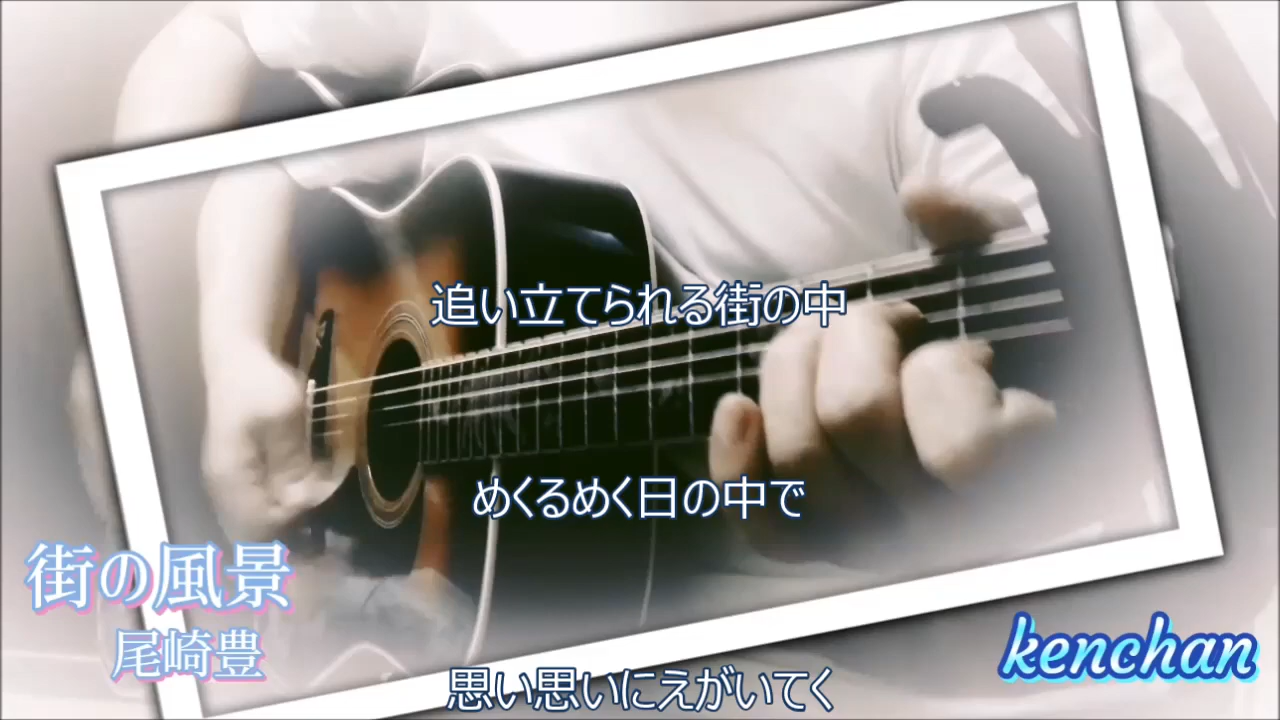 追い立てられる街の中
めくるめく日の中で
街の風景
尾崎豊
kenchan
思い思いにえがいてく